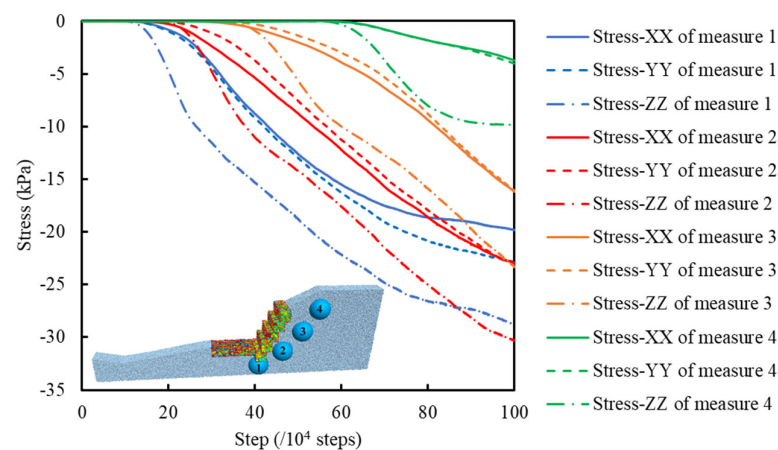 0
-5
-10
-15
-20
-25
-30
-35
Stress (kPa)
0
20
40
60
80
100
Step (/10⁴ steps)
1
2
3
4
Stress-XX of measure 1
Stress-YY of measure 1
Stress-ZZ of measure 1
Stress-XX of measure 2
Stress-YY of measure 2
Stress-ZZ of measure 2
Stress-XX of measure 3
Stress-YY of measure 3
Stress-ZZ of measure 3
Stress-XX of measure 4
Stress-YY of measure 4
Stress-ZZ of measure 4